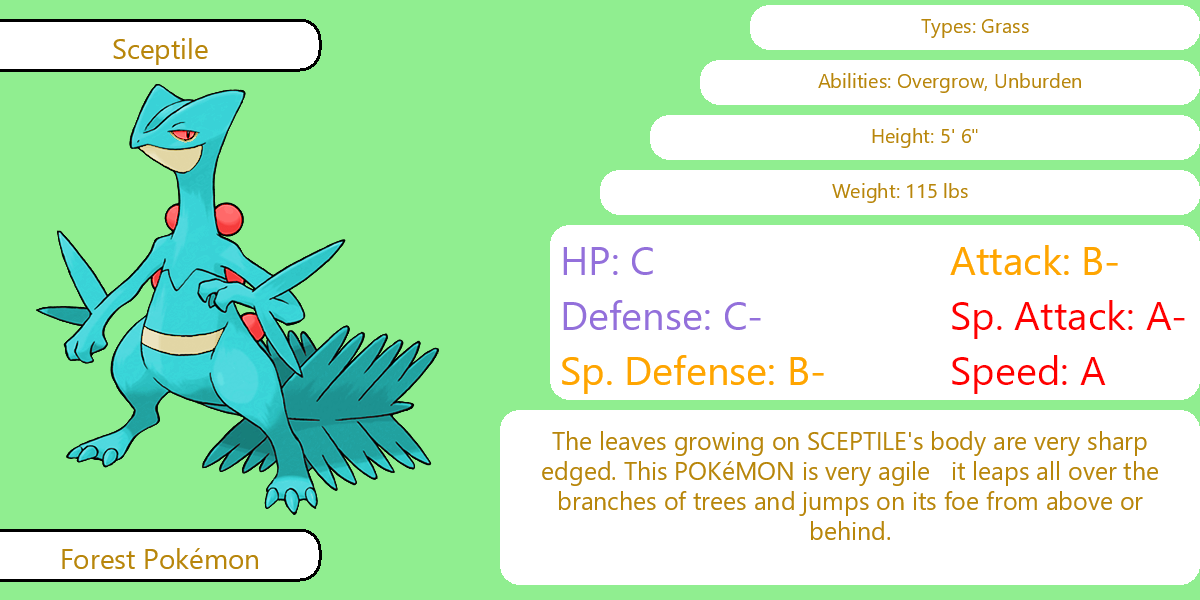 Sceptile
Types: Grass
Abilities: Overgrow, Unburden
Height: 5' 6"
Weight: 115 lbs
HP: C
Attack: B-
Defense: C-
Sp. Attack: A-
Sp. Defense: B-
Speed: A
The leaves growing on SCEPTILE's body are very sharp
edged. This POKéMON is very agile   it leaps all over the
branches of trees and jumps on its foe from above or
behind.
Forest Pokémon